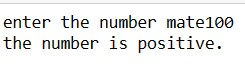 enter the number mate100
the number is positive.